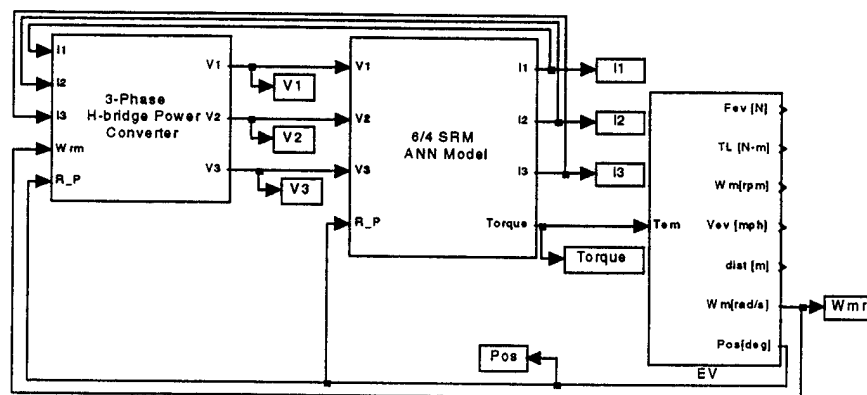 I1
I2
I3
Wrm
R_P
3-Phase
H-bridge Power
Converter
V1
V2
V3
V1
V2
V3
V1
V2
V3
R_P
6/4 SRM
ANN Model
I1
I2
I3
Torque
I1
I2
I3
Torque
Tem
Fev [N]
TL [N-m]
Wm[rpm]
Vev [mph]
dist [m]
Wm[rad/s]
Pos[deg]
EV
Wmr
Pos